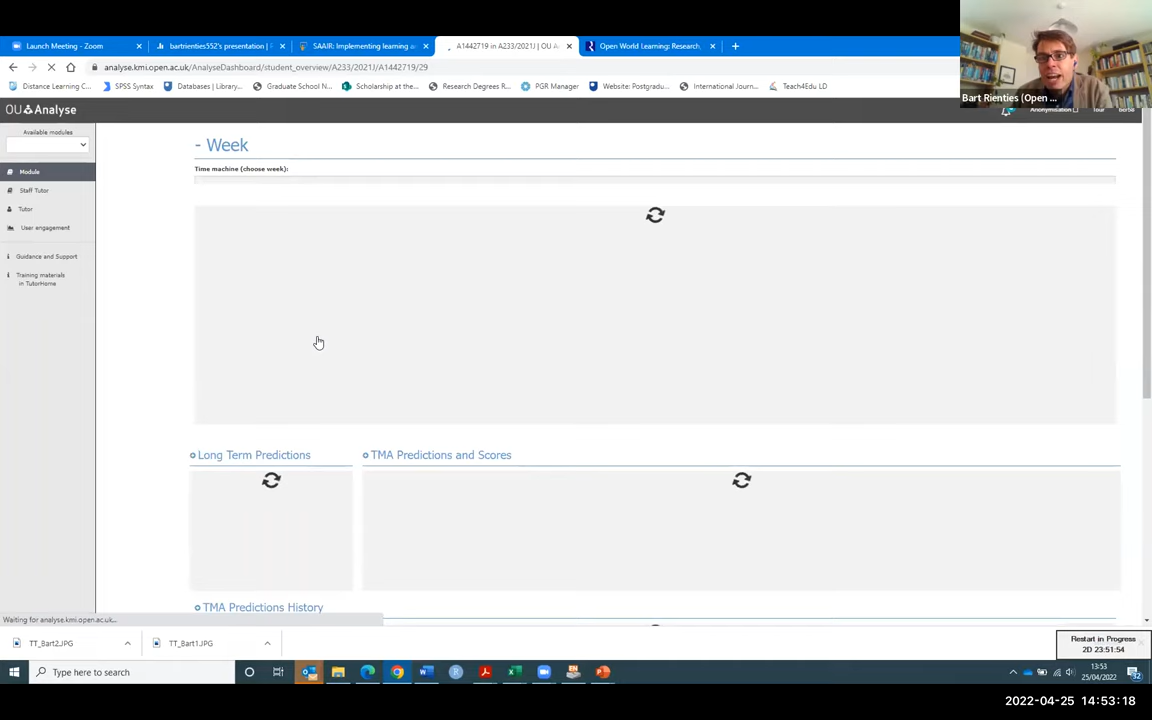 Launch Meeting - Zoom
bartrienties552's presentation |
SAAIR: Implementing learning a
A1442719 in A233/2021J | OU A
Open World Learning: Research,
analyse.kmi.open.ac.uk/AnalyseDashboard/student_overview/A233/2021J/A1442719/29
Distance Learning C...
SPSS Syntax
Databases | Library...
Graduate School N...
Scholarship at the...
Research Degrees R...
PGR Manager
Website: Postgradu...
International Journ...
Teach4Edu LD
Bart Rienties (Open ...
OU Analyse
Anonymisation
Tour
Available modules
Module
Staff Tutor
Tutor
User engagement
Guidance and Support
Training materials
in TutorHome
- Week
Time machine (choose week):
Long Term Predictions
TMA Predictions and Scores
TMA Predictions History
Waiting for analyse.kmi.open.ac.uk...
TT_Bart2.JPG
TT_Bart1.JPG
Restart in Progress
2D 23:51:54
Type here to search
13:53
25/04/2022
32
2022-04-25 14:53:18